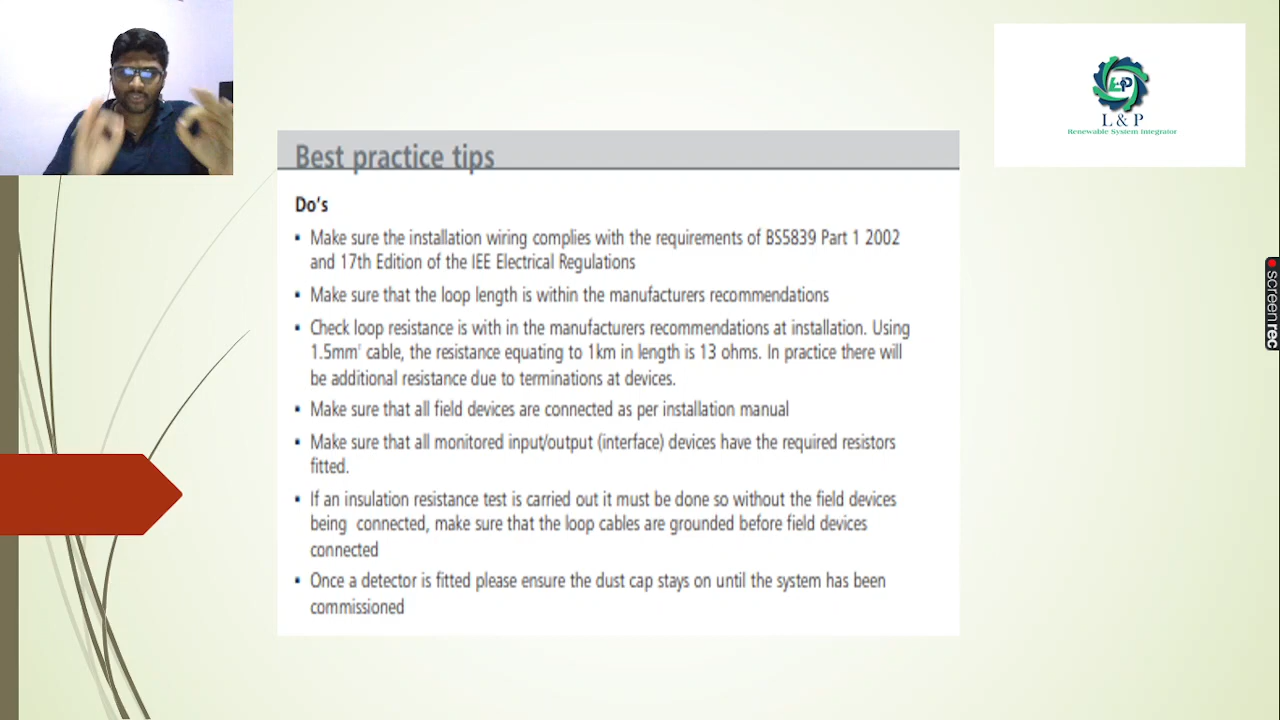 L&P
L & P
Renewable System Integrator
Best practice tips
Do's
▪ Make sure the installation wiring complies with the requirements of BS5839 Part 1 2002
and 17th Edition of the IEE Electrical Regulations
▪ Make sure that the loop length is within the manufacturers recommendations
▪ Check loop resistance is with in the manufacturers recommendations at installation. Using
1.5mm² cable, the resistance equating to 1km in length is 13 ohms. In practice there will
be additional resistance due to terminations at devices.
▪ Make sure that all field devices are connected as per installation manual
▪ Make sure that all monitored input/output (interface) devices have the required resistors
fitted.
▪ If an insulation resistance test is carried out it must be done so without the field devices
being connected, make sure that the loop cables are grounded before field devices
connected
▪ Once a detector is fitted please ensure the dust cap stays on until the system has been
commissioned
screenrec